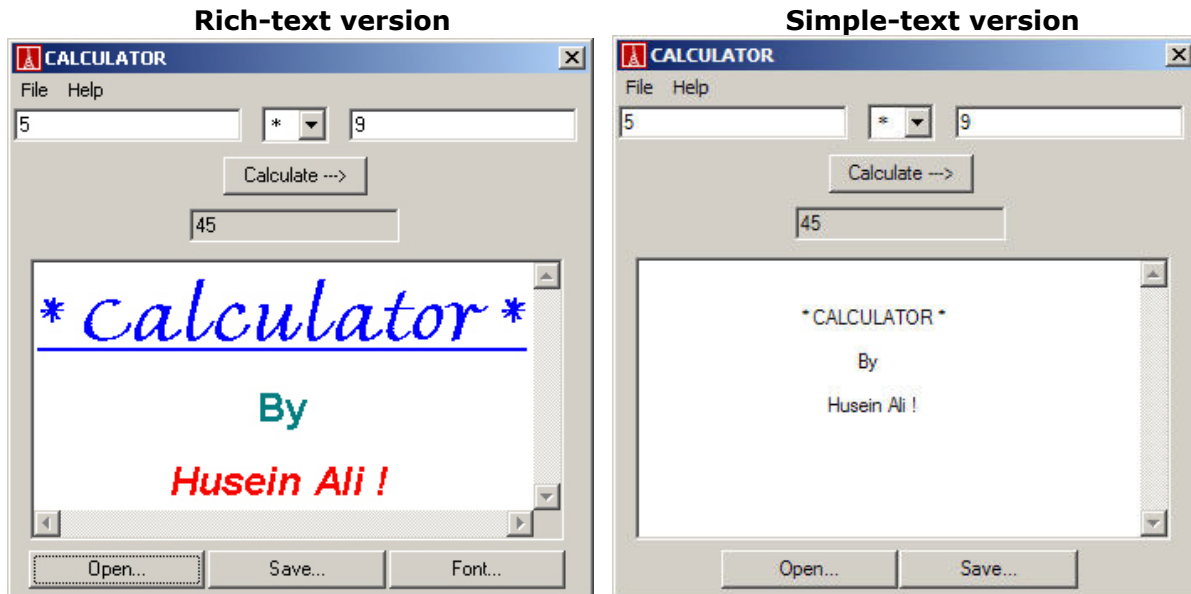 Rich-text version
CALCULATOR
File Help
5 * 9
Calculate --->
45
* Calculator *
By
Husein Ali !
Open... Save... Font...
Simple-text version
CALCULATOR
File Help
5 * 9
Calculate --->
45
* CALCULATOR *
By
Husein Ali !
Open... Save...